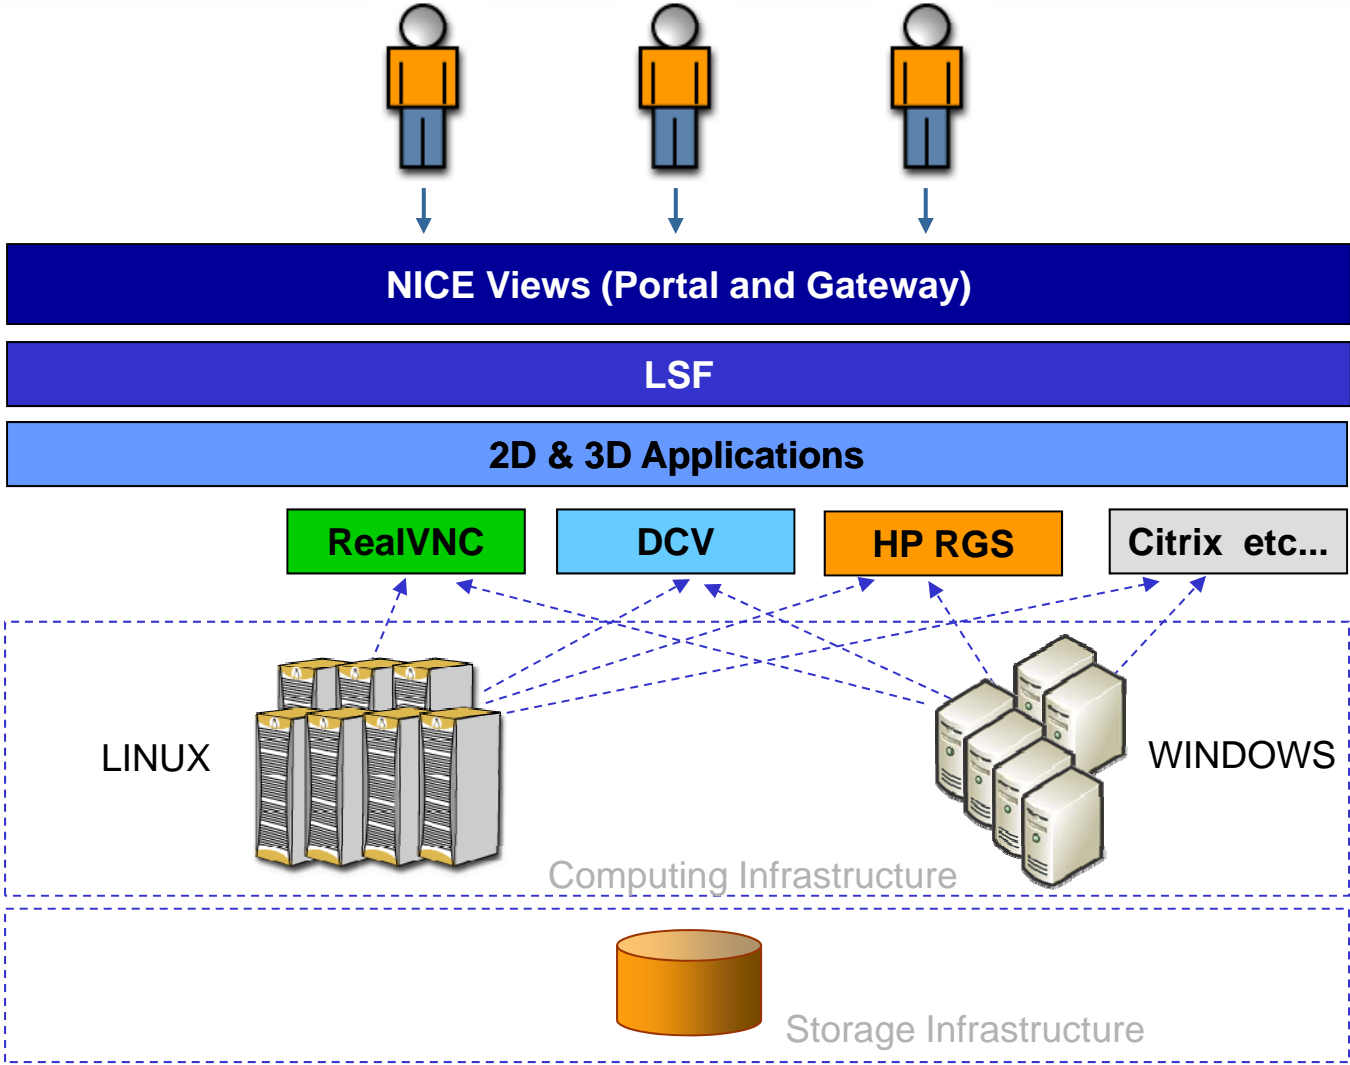 NICE Views (Portal and Gateway)
LSF
2D & 3D Applications
RealVNC
DCV
HP RGS
Citrix etc...
LINUX
WINDOWS
Computing Infrastructure
Storage Infrastructure